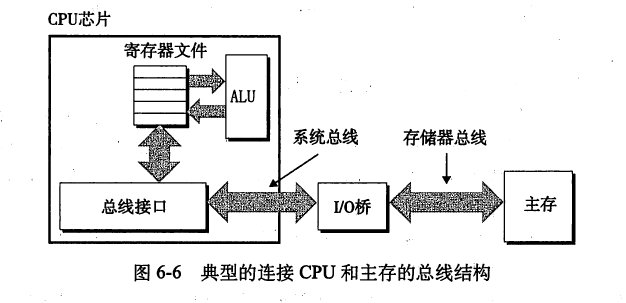 CPU芯片
寄存器文件
ALU
系统总线
存储器总线
总线接口
I/O桥
主存
图 6-6 典型的连接 CPU 和主存的总线结构